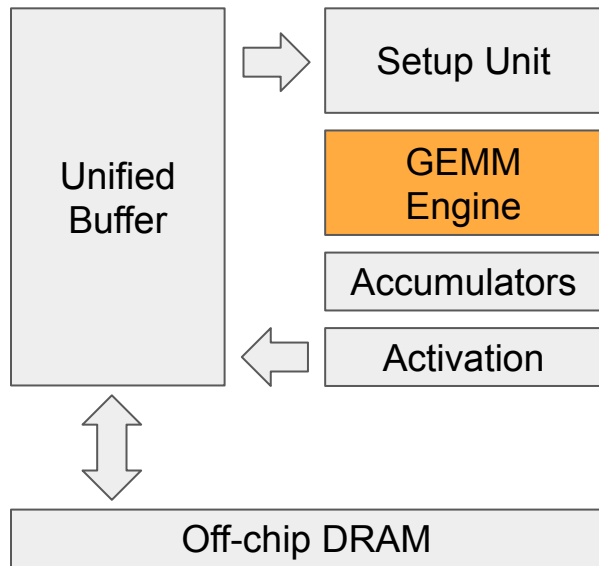 Unified
Buffer
Setup Unit
GEMM
Engine
Accumulators
Activation
Off-chip DRAM